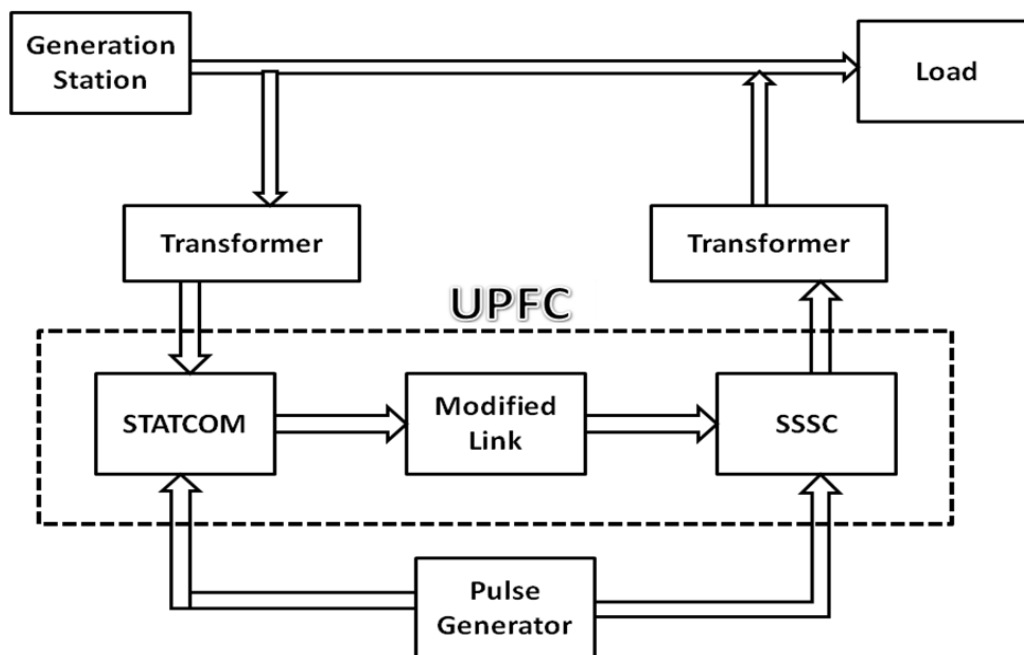 Generation
Station
Load
Transformer
Transformer
UPFC
STATCOM
Modified
Link
SSSC
Pulse
Generator